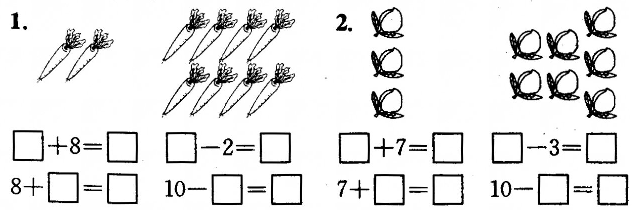 1.
2.
□+8=□ □−2=□ □+7=□ □−3=□
8+□=□ 10−□=□ 7+□=□ 10−□=□